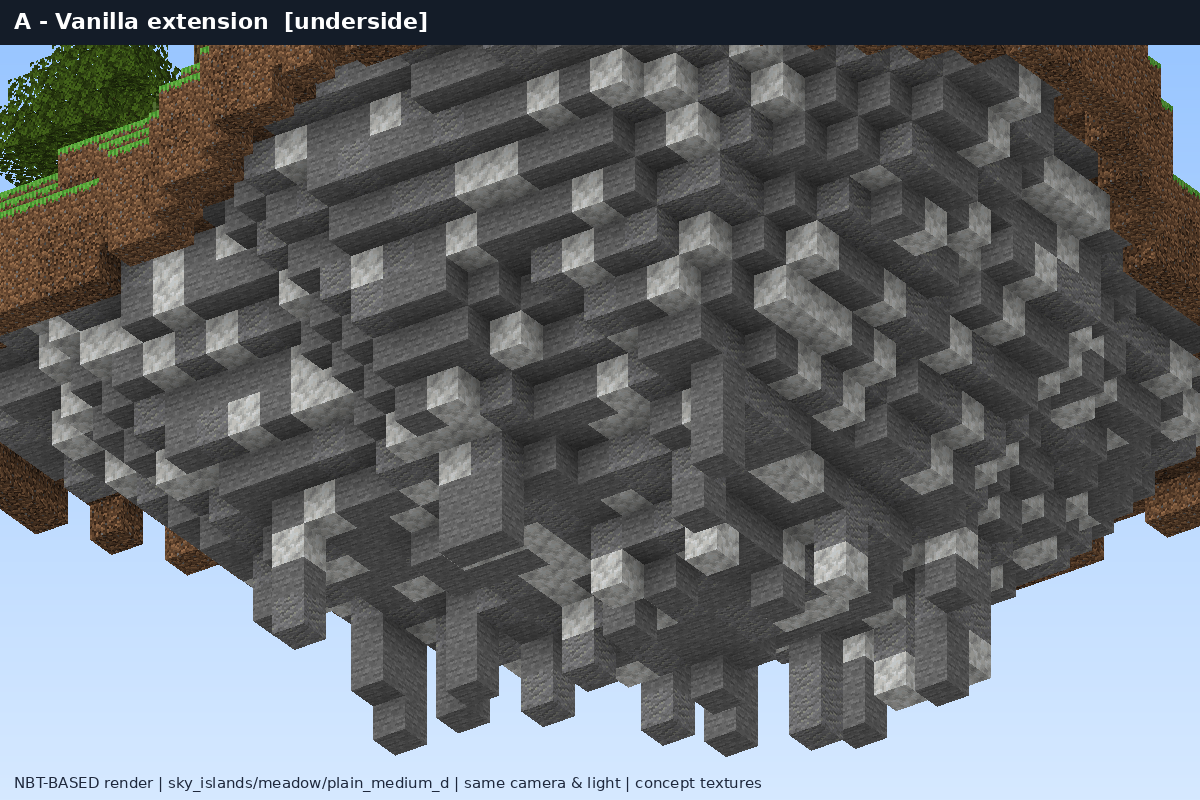 A - Vanilla extension  [underside]
NBT-BASED render | sky_islands/meadow/plain_medium_d | same camera & light | concept textures